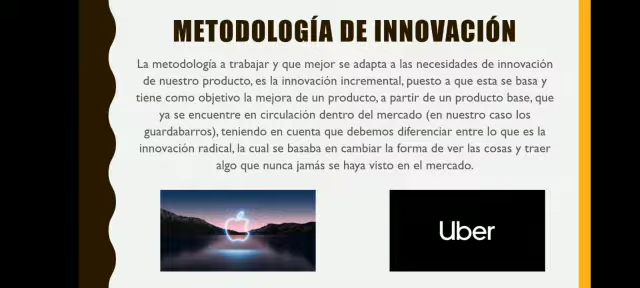 METODOLOGÍA DE INNOVACIÓN
La metodología a trabajar y que mejor se adapta a las necesidades de innovación
de nuestro producto, es la innovación incremental, puesto a que esta se basa y
tiene como objetivo la mejora de un producto, a partir de un producto base, que
ya se encuentre en circulación dentro del mercado (en nuestro caso los
guardabarros), teniendo en cuenta que debemos diferenciar entre lo que es la
innovación radical, la cual se basaba en cambiar la forma de ver las cosas y traer
algo que nunca jamás se haya visto en el mercado.
Uber